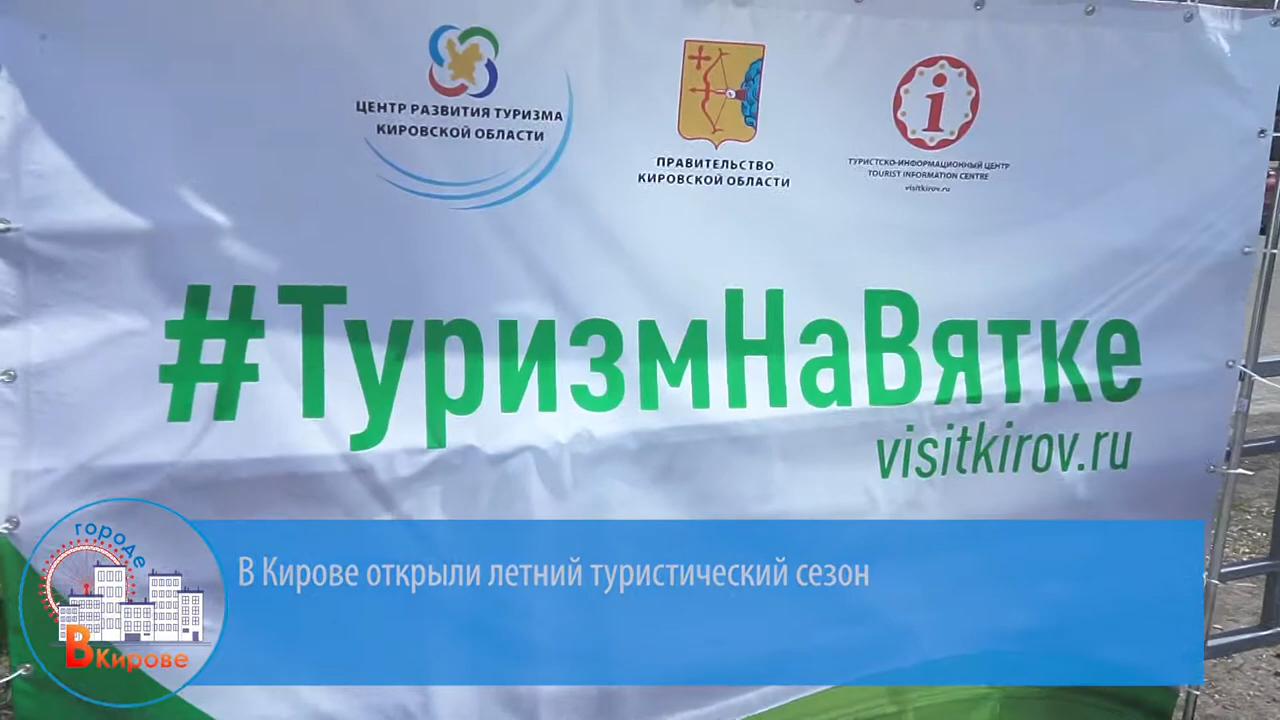 ЦЕНТР РАЗВИТИЯ ТУРИЗМА
КИРОВСКОЙ ОБЛАСТИ
ПРАВИТЕЛЬСТВО
КИРОВСКОЙ ОБЛАСТИ
i
ТУРИСТСКО-ИНФОРМАЦИОННЫЙ ЦЕНТР
TOURIST INFORMATION CENTRE
visitkirov.ru
#ТуризмНаВятке
visitkirov.ru
городе
ВКирове
В Кирове открыли летний туристический сезон